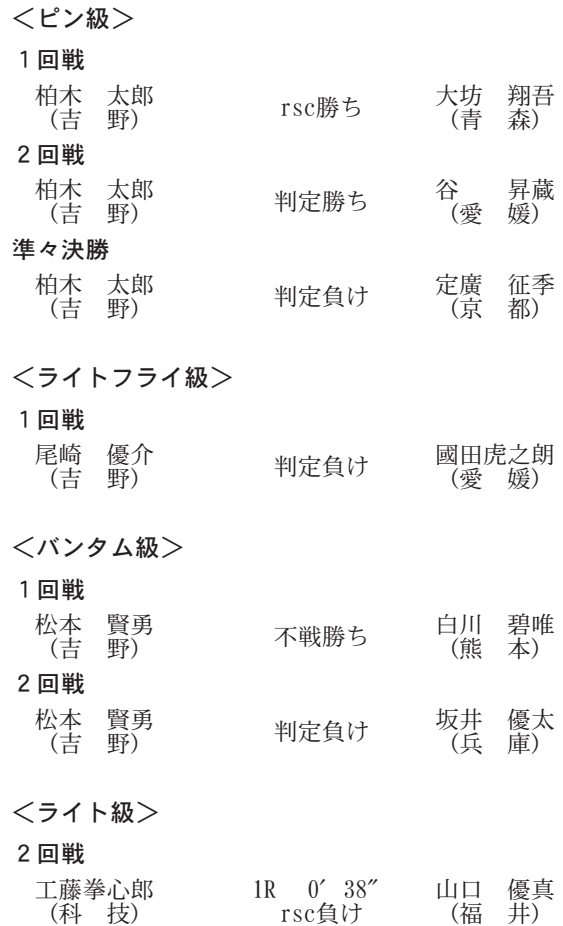 ＜ピン級＞
１回戦
柏木　太郎　rsc勝ち　大坊　翔吾
（吉　野）　（青　森）
２回戦
柏木　太郎　判定勝ち　谷　　昇蔵
（吉　野）　（愛　媛）
準々決勝
柏木　太郎　判定負け　定廣　征季
（吉　野）　（京　都）
＜ライトフライ級＞
１回戦
尾崎　優介　判定負け　國田虎之朗
（吉　野）　（愛　媛）
＜バンタム級＞
１回戦
松本　賢勇　不戦勝ち　白川　碧唯
（吉　野）　（熊　本）
２回戦
松本　賢勇　判定負け　坂井　優太
（吉　野）　（兵　庫）
＜ライト級＞
２回戦
工藤拳心郎　1R　0′38″　山口　優真
（科　技）　rsc負け　（福　井）